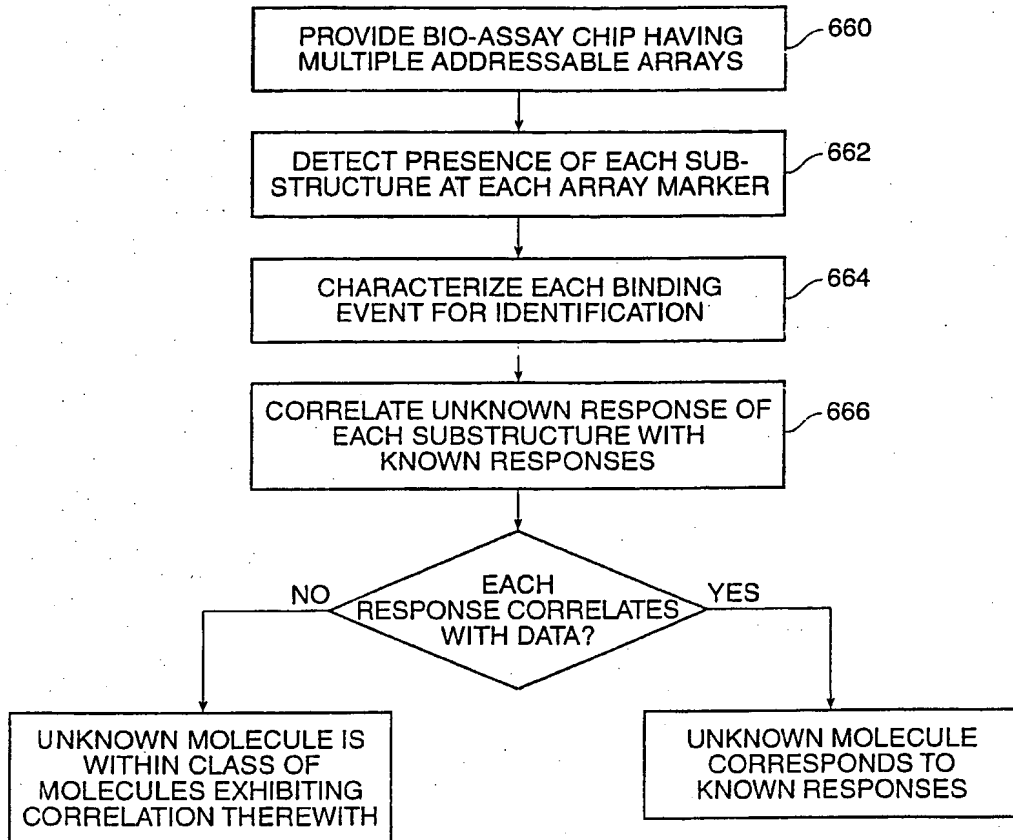 PROVIDE BIO-ASSAY CHIP HAVING
MULTIPLE ADDRESSABLE ARRAYS
660
DETECT PRESENCE OF EACH SUB-
STRUCTURE AT EACH ARRAY MARKER
662
CHARACTERIZE EACH BINDING
EVENT FOR IDENTIFICATION
664
CORRELATE UNKNOWN RESPONSE OF
EACH SUBSTRUCTURE WITH
KNOWN RESPONSES
666
EACH
RESPONSE CORRELATES
WITH DATA?
NO
YES
UNKNOWN MOLECULE IS
WITHIN CLASS OF
MOLECULES EXHIBITING
CORRELATION THEREWITH
UNKNOWN MOLECULE
CORRESPONDS TO
KNOWN RESPONSES